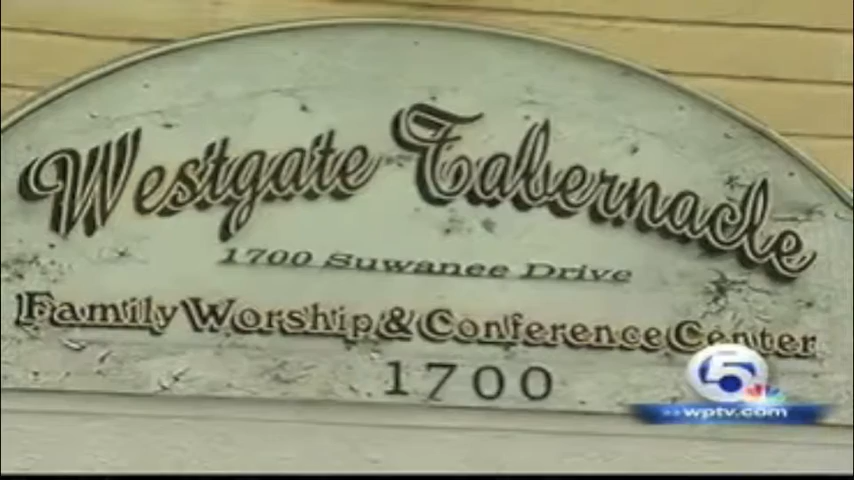 Westgate Tabernacle
1700 Suwanee Drive
Family Worship & Conference Center
1700
5
wptv.com